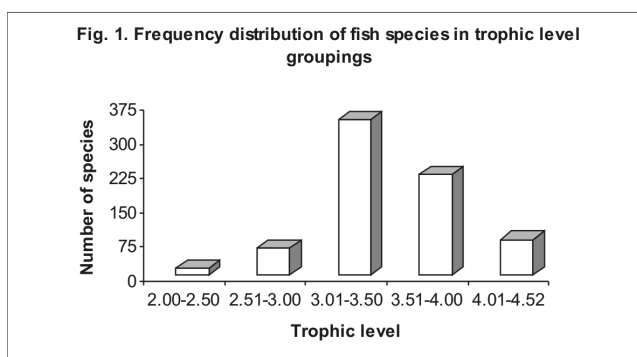 Fig. 1. Frequency distribution of fish species in trophic level
groupings
Number of species
375
300
225
150
75
0
2.00-2.50 2.51-3.00 3.01-3.50 3.51-4.00 4.01-4.52
Trophic level